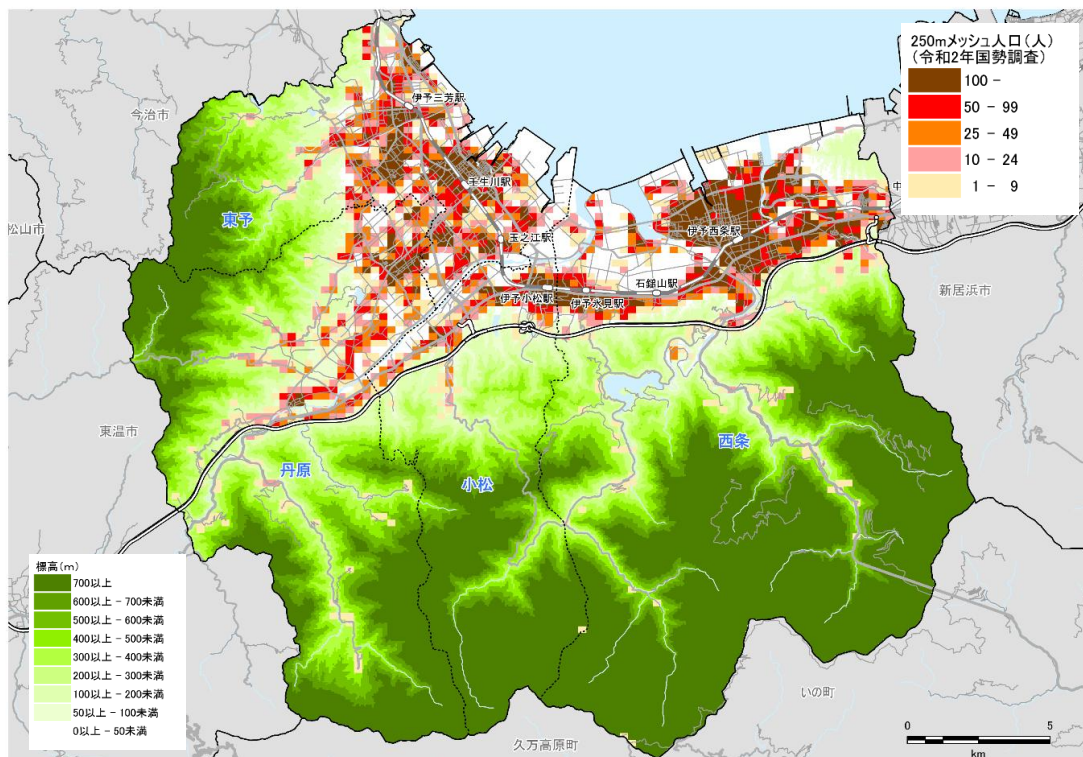 250mメッシュ人口(人)
(令和2年国勢調査)
100 -
50 - 99
25 - 49
10 - 24
1 - 9
今治市
伊予三芳駅
壬生川駅
中
松山市
東予
玉之江駅
伊予西条駅
石鎚山駅
伊予小松駅
伊予氷見駅
新居浜市
東温市
丹原
小松
西条
標高(m)
700以上
600以上 - 700未満
500以上 - 600未満
400以上 - 500未満
300以上 - 400未満
200以上 - 300未満
100以上 - 200未満
50以上 - 100未満
0以上 - 50未満
いの町
久万高原町
0 5
km